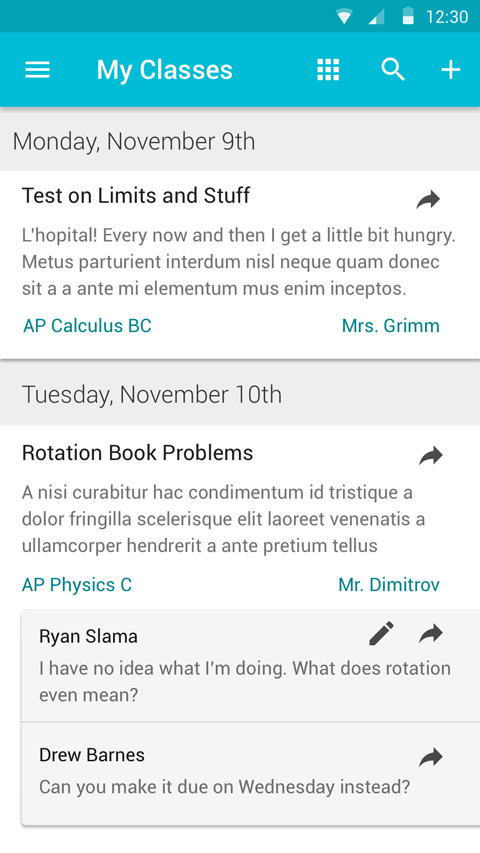 12:30
My Classes
Monday, November 9th
Test on Limits and Stuff
L'hopital! Every now and then I get a little bit hungry.
Metus parturient interdum nisl neque quam donec
sit a a ante mi elementum mus enim inceptos.
AP Calculus BC Mrs. Grimm
Tuesday, November 10th
Rotation Book Problems
A nisi curabitur hac condimentum id tristique a
dolor fringilla scelerisque elit laoreet venenatis a
ullamcorper hendrerit a ante pretium tellus
AP Physics C Mr. Dimitrov
Ryan Slama
I have no idea what I'm doing. What does rotation
even mean?
Drew Barnes
Can you make it due on Wednesday instead?